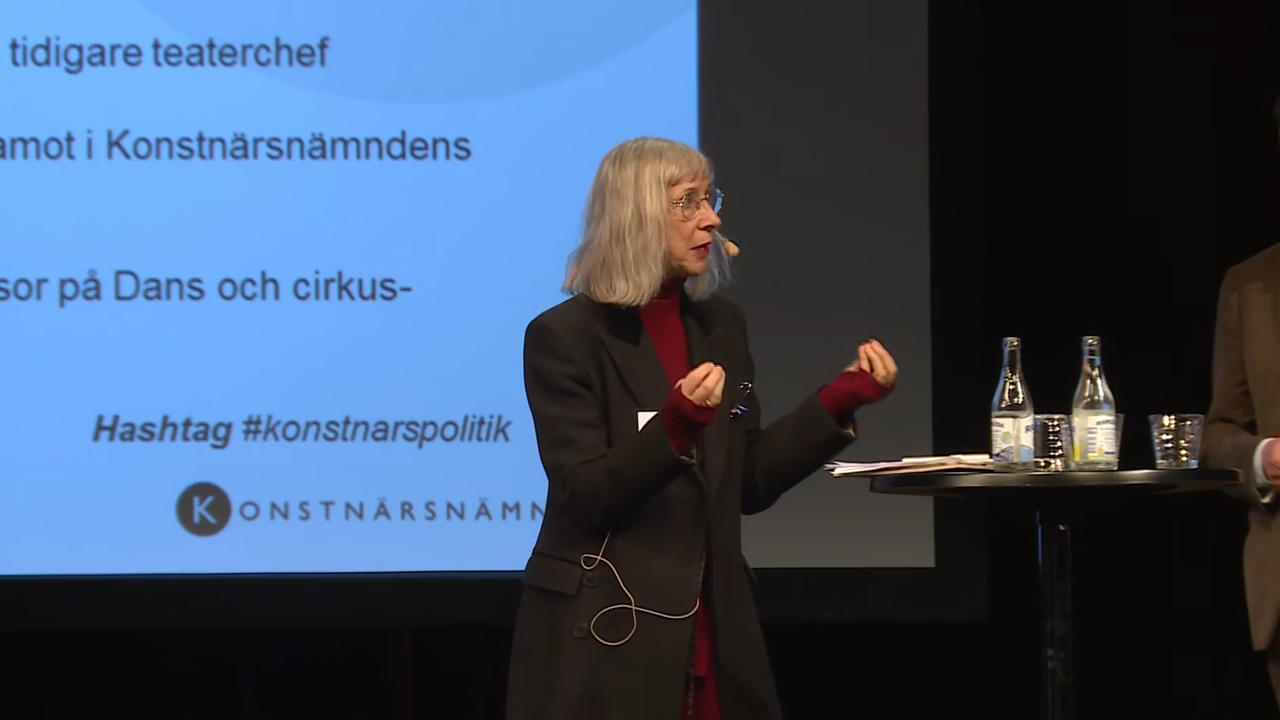 tidigare teaterchef
amot i Konstnärsnämndens
sor på Dans och cirkus-
Hashtag #konstnarspolitik
KONSTNÄRSNÄMN